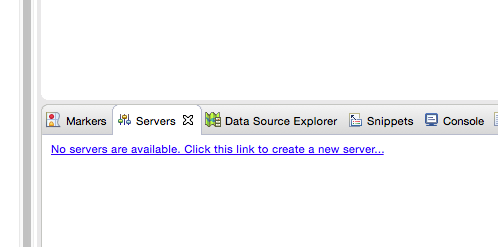 Markers Servers Data Source Explorer Snippets Console
No servers are available. Click this link to create a new server...